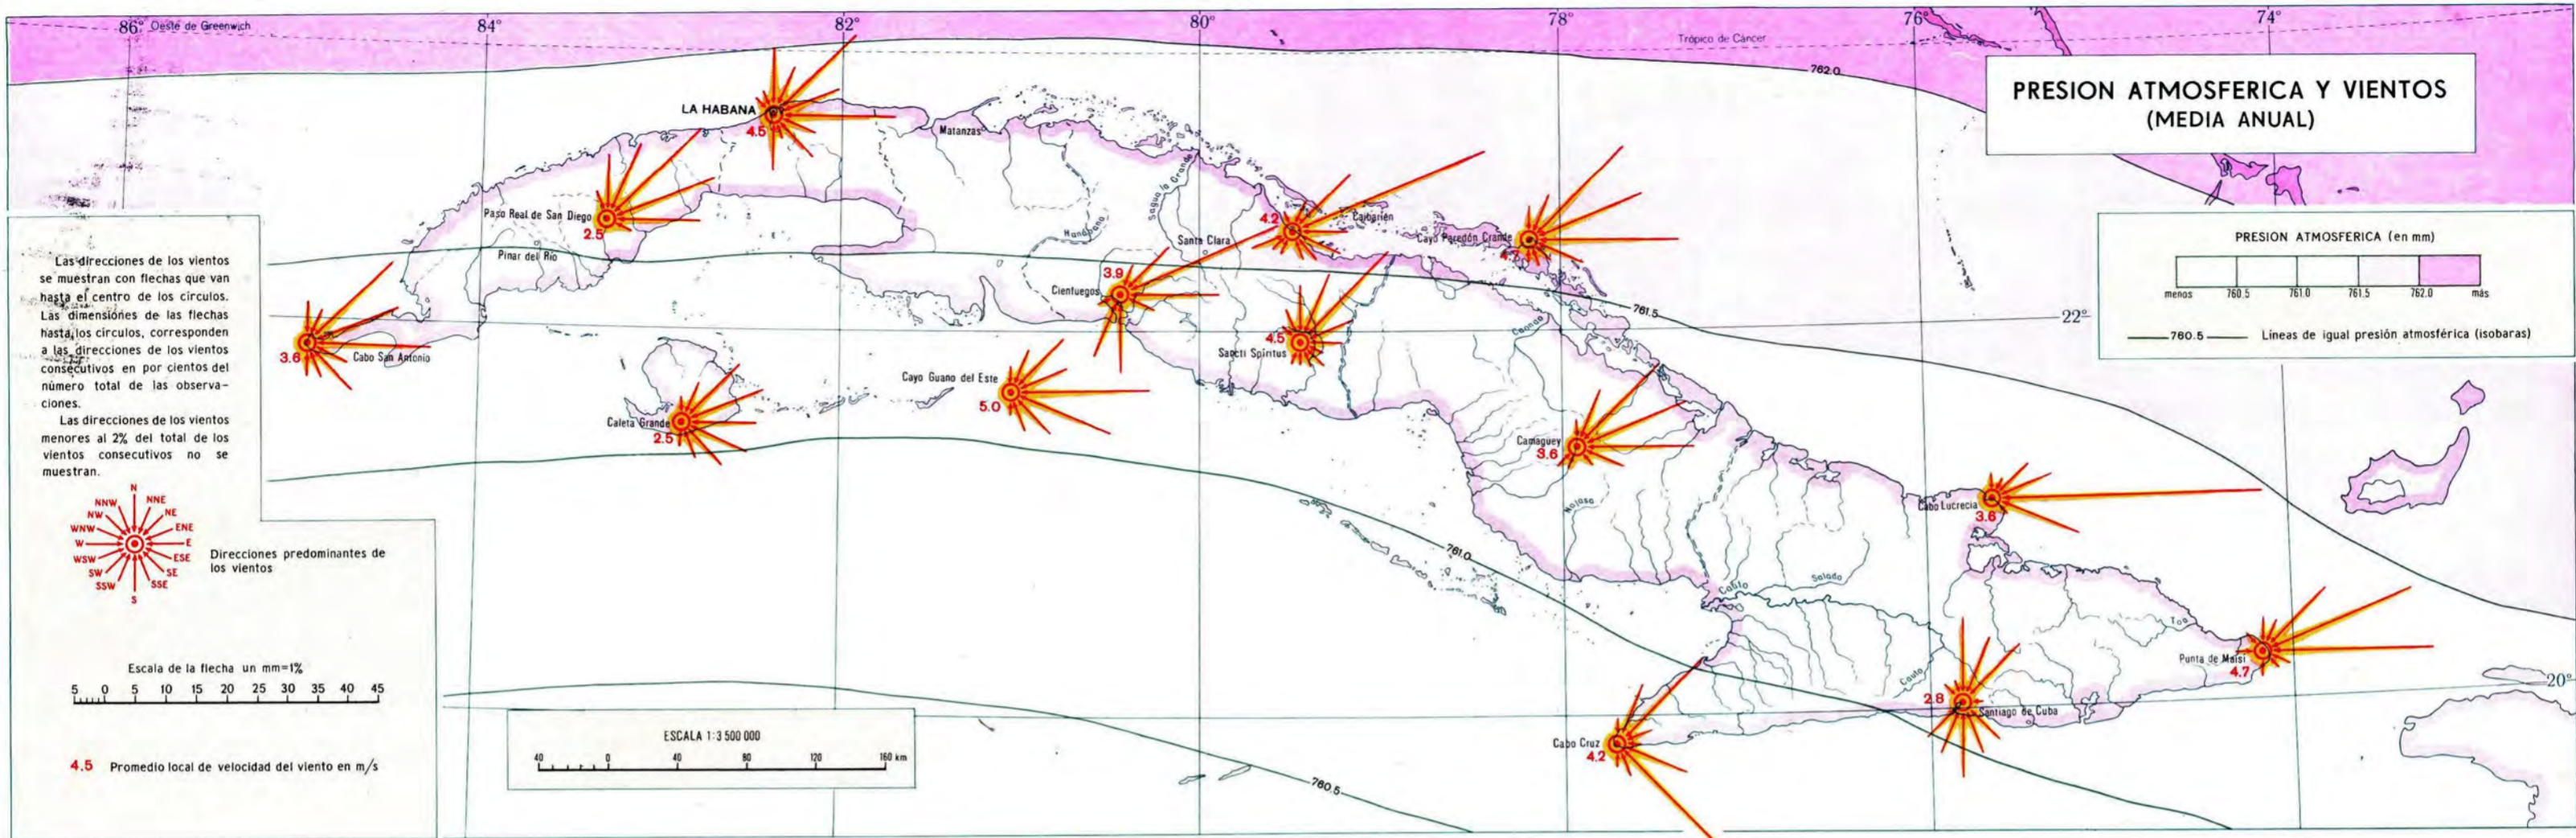 86° Oeste de Greenwich
84°
82°
80°
78°
76°
74°
Trópico de Cáncer
762.0
PRESION ATMOSFERICA Y VIENTOS
(MEDIA ANUAL)
LA HABANA
4.5
Matanzas
Paso Real de San Diego
2.5
Pinar del Rio
Hanábana
Sagua la Grande
Santa Clara
4.2
Caibarién
Cayo Paredón Grande
PRESION ATMOSFERICA (en mm)
menos 760.5 761.0 761.5 762.0 más
760.5 Líneas de igual presión atmosférica (isobaras)
Las direcciones de los vientos
se muestran con flechas que van
hasta el centro de los círculos.
Las dimensiones de las flechas
hasta los círculos, corresponden
a las direcciones de los vientos
consecutivos en por cientos del
número total de las observa-
ciones.
Las direcciones de los vientos
menores al 2% del total de los
vientos consecutivos no se
muestran.
3.9
Cienfuegos
761.5
22°
3.6
Cabo San Antonio
4.5
Sancti Spíritus
Caonao
Cayo Guano del Este
5.0
Caleta Grande
2.5
Camagüey
3.6
Najasa
Cabo Lucrecia
3.6
N
NNW NNE
NW NE
WNW ENE
W E
WSW ESE
SW SE
SSW SSE
S
Direcciones predominantes de
los vientos
761.0
Cauto
Salado
Toa
Punta de Maisí
4.7
Cauto
20°
2.8
Santiago de Cuba
Cabo Cruz
4.2
Escala de la flecha un mm=1%
5 0 5 10 15 20 25 30 35 40 45
4.5 Promedio local de velocidad del viento en m/s
ESCALA 1:3 500 000
40 0 40 80 120 160 km
760.5